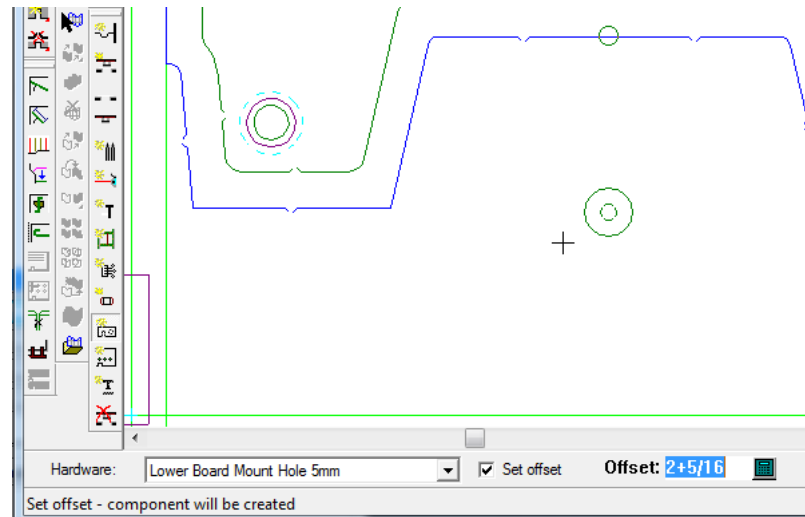 Hardware: Lower Board Mount Hole 5mm Set offset Offset: 2+5/16
Set offset - component will be created